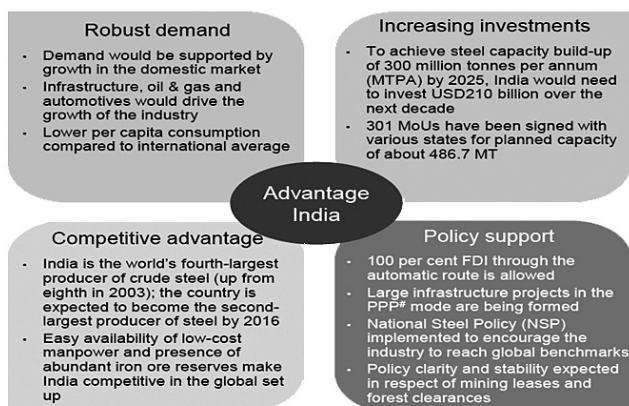 Robust demand
- Demand would be supported by
growth in the domestic market
- Infrastructure, oil & gas and
automotives would drive the
growth of the industry
- Lower per capita consumption
compared to international average
Increasing investments
- To achieve steel capacity build-up
of 300 million tonnes per annum
(MTPA) by 2025, India would need
to invest USD210 billion over the
next decade
- 301 MoUs have been signed with
various states for planned capacity
of about 486.7 MT
Advantage
India
Competitive advantage
- India is the world's fourth-largest
producer of crude steel (up from
eighth in 2003); the country is
expected to become the second-
largest producer of steel by 2016
- Easy availability of low-cost
manpower and presence of
abundant iron ore reserves make
India competitive in the global set
up
Policy support
- 100 per cent FDI through the
automatic route is allowed
- Large infrastructure projects in the
PPP# mode are being formed
- National Steel Policy (NSP)
implemented to encourage the
industry to reach global benchmarks
- Policy clarity and stability expected
in respect of mining leases and
forest clearances